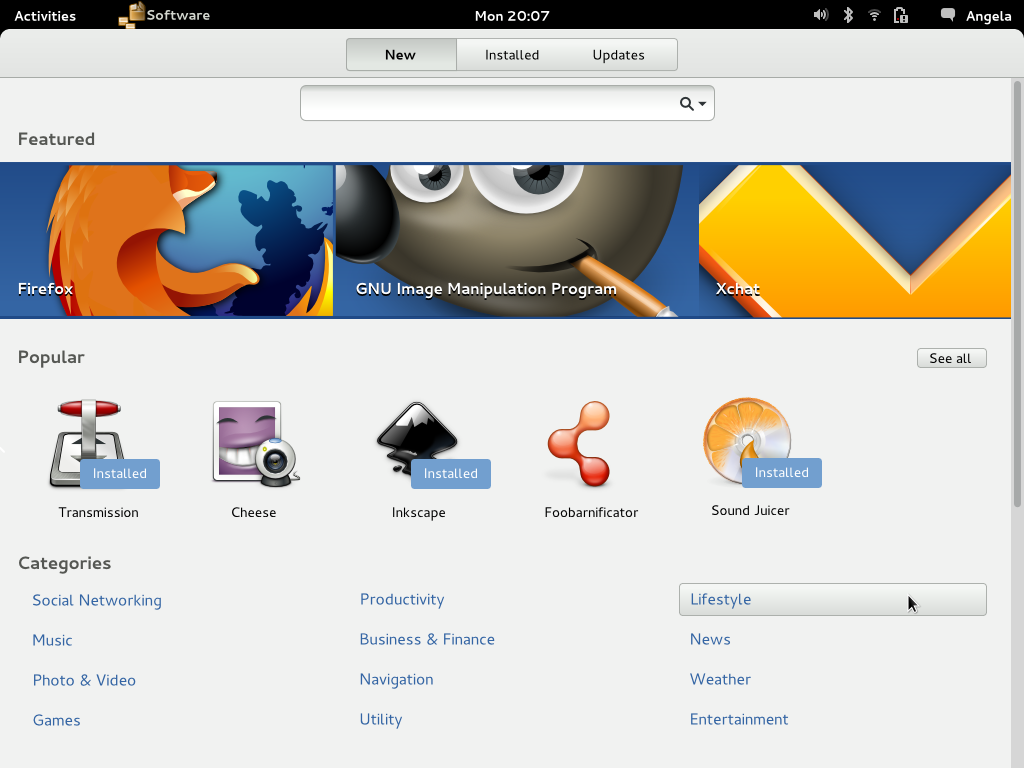 Activities Software Mon 20:07 Angela
New Installed Updates
Featured
Firefox GNU Image Manipulation Program Xchat
Popular See all
Installed Installed Installed
Transmission Cheese Inkscape Foobarnificator Sound Juicer
Categories
Social Networking Productivity Lifestyle
Music Business & Finance News
Photo & Video Navigation Weather
Games Utility Entertainment